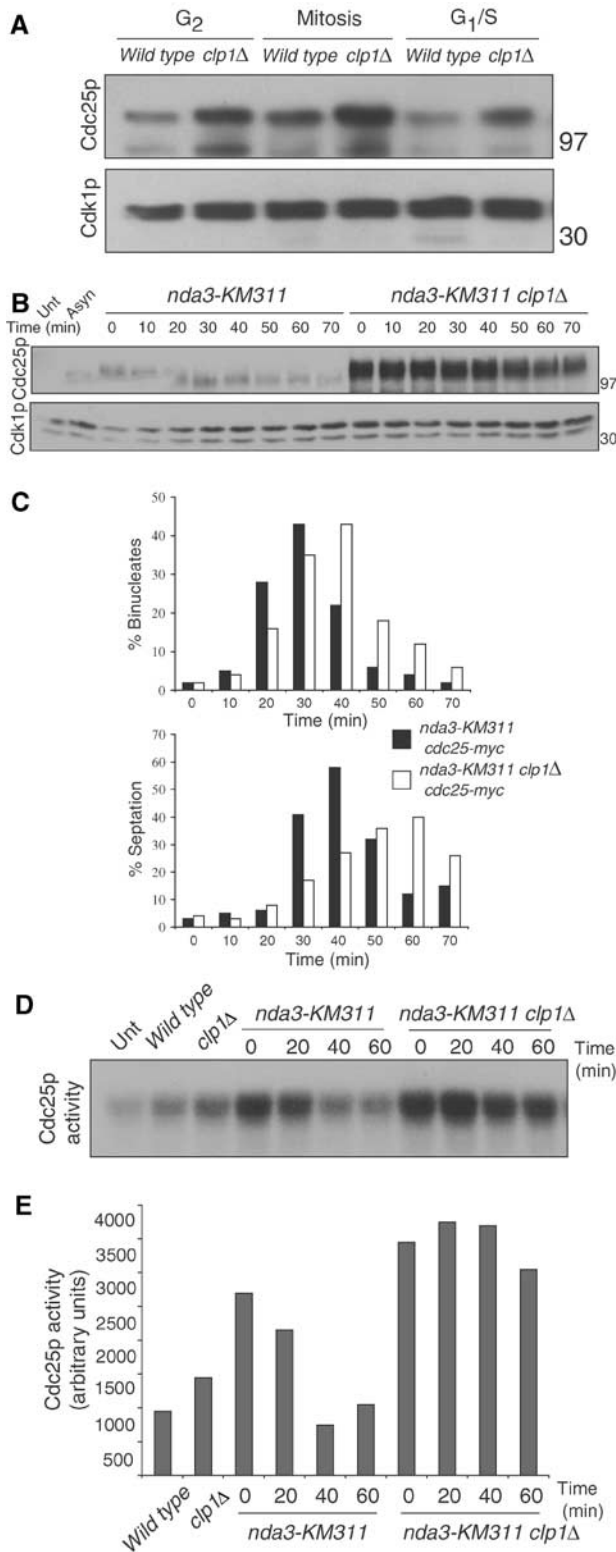 A
G2 Mitosis G1/S
Wild type clp1Δ Wild type clp1Δ Wild type clp1Δ
Cdc25p
97
Cdk1p
30
B
Unt Asyn nda3-KM311 nda3-KM311 clp1Δ
Time (min) 0 10 20 30 40 50 60 70 0 10 20 30 40 50 60 70
Cdc25p
97
Cdk1p
30
C
% Binucleates
50
40
30
20
10
0
0 10 20 30 40 50 60 70
Time (min)
nda3-KM311
cdc25-myc
nda3-KM311 clp1Δ
cdc25-myc
% Septation
70
60
50
40
30
20
10
0
0 10 20 30 40 50 60 70
Time (min)
D
Unt Wild type clp1Δ nda3-KM311 nda3-KM311 clp1Δ
0 20 40 60 0 20 40 60 Time
(min)
Cdc25p
activity
E
Cdc25p activity
(arbitrary units)
4000
3500
3000
2500
2000
1500
1000
500
Wild type clp1Δ 0 20 40 60 0 20 40 60 Time
(min)
nda3-KM311 nda3-KM311 clp1Δ